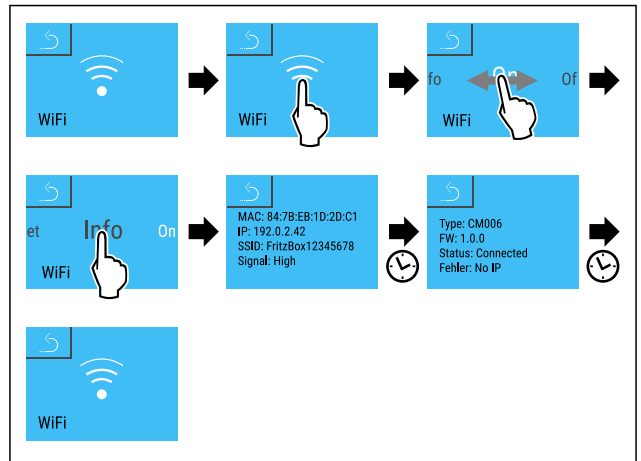 WiFi
WiFi
fo On Of
WiFi
et Info On
WiFi
MAC: 84:7B:EB:1D:2D:C1
IP: 192.0.2.42
SSID: FritzBox12345678
Signal: High
Type: CM006
FW: 1.0.0
Status: Connected
Fehler: No IP
WiFi